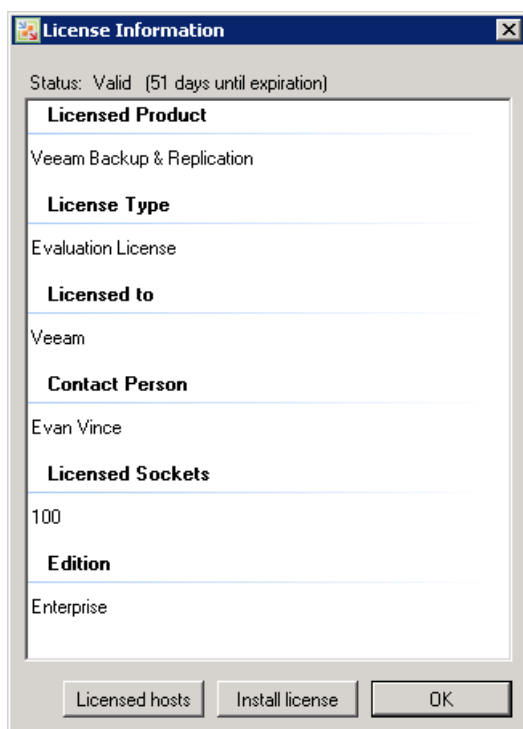 License Information
Status: Valid (51 days until expiration)
Licensed Product
Veeam Backup & Replication
License Type
Evaluation License
Licensed to
Veeam
Contact Person
Evan Vince
Licensed Sockets
100
Edition
Enterprise
Licensed hosts Install license OK